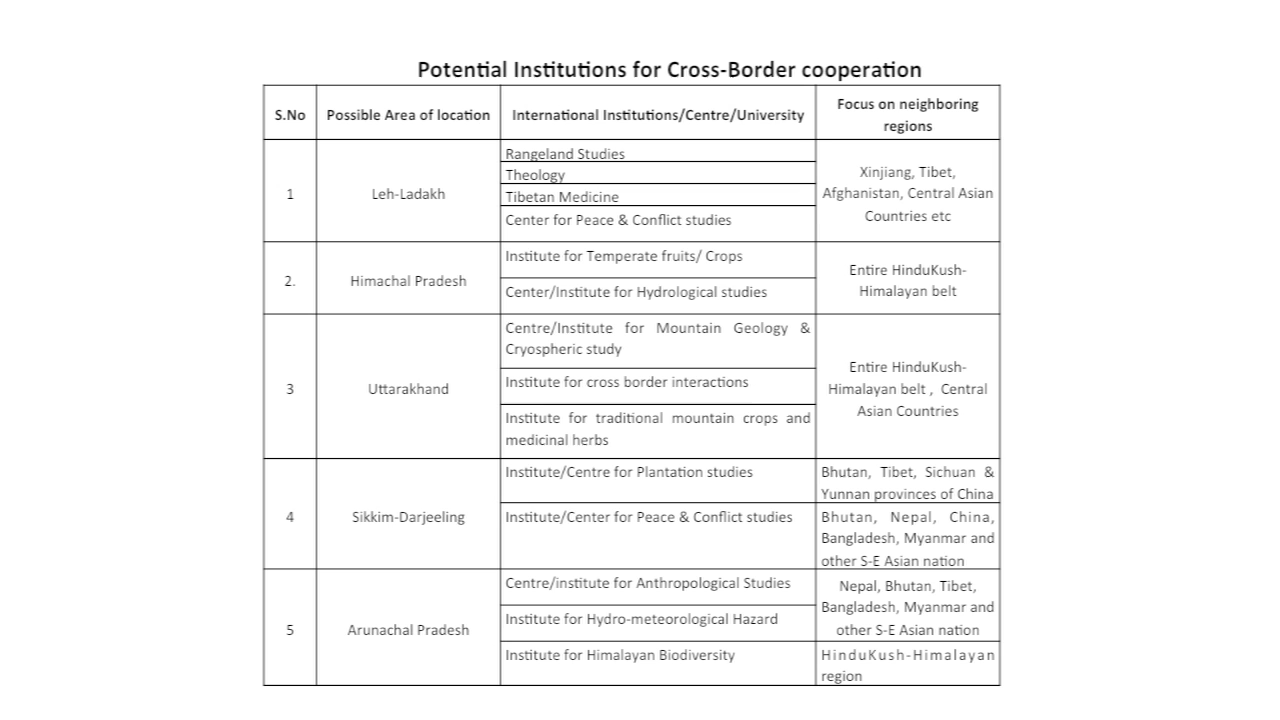 Potential Institutions for Cross-Border cooperation
S.No
Possible Area of location
International Institutions/Centre/University
Focus on neighboring
regions
1
Leh-Ladakh
Rangeland Studies
Theology
Tibetan Medicine
Center for Peace & Conflict studies
Xinjiang, Tibet,
Afghanistan, Central Asian
Countries etc
2.
Himachal Pradesh
Institute for Temperate fruits/ Crops
Center/Institute for Hydrological studies
Entire HinduKush-
Himalayan belt
3
Uttarakhand
Centre/Institute for Mountain Geology &
Cryospheric study
Institute for cross border interactions
Institute for traditional mountain crops and
medicinal herbs
Entire HinduKush-
Himalayan belt , Central
Asian Countries
4
Sikkim-Darjeeling
Institute/Centre for Plantation studies
Bhutan, Tibet, Sichuan &
Yunnan provinces of China
Institute/Center for Peace & Conflict studies
Bhutan, Nepal, China,
Bangladesh, Myanmar and
other S-E Asian nation
5
Arunachal Pradesh
Centre/institute for Anthropological Studies
Institute for Hydro-meteorological Hazard
Nepal, Bhutan, Tibet,
Bangladesh, Myanmar and
other S-E Asian nation
Institute for Himalayan Biodiversity
HinduKush-Himalayan
region